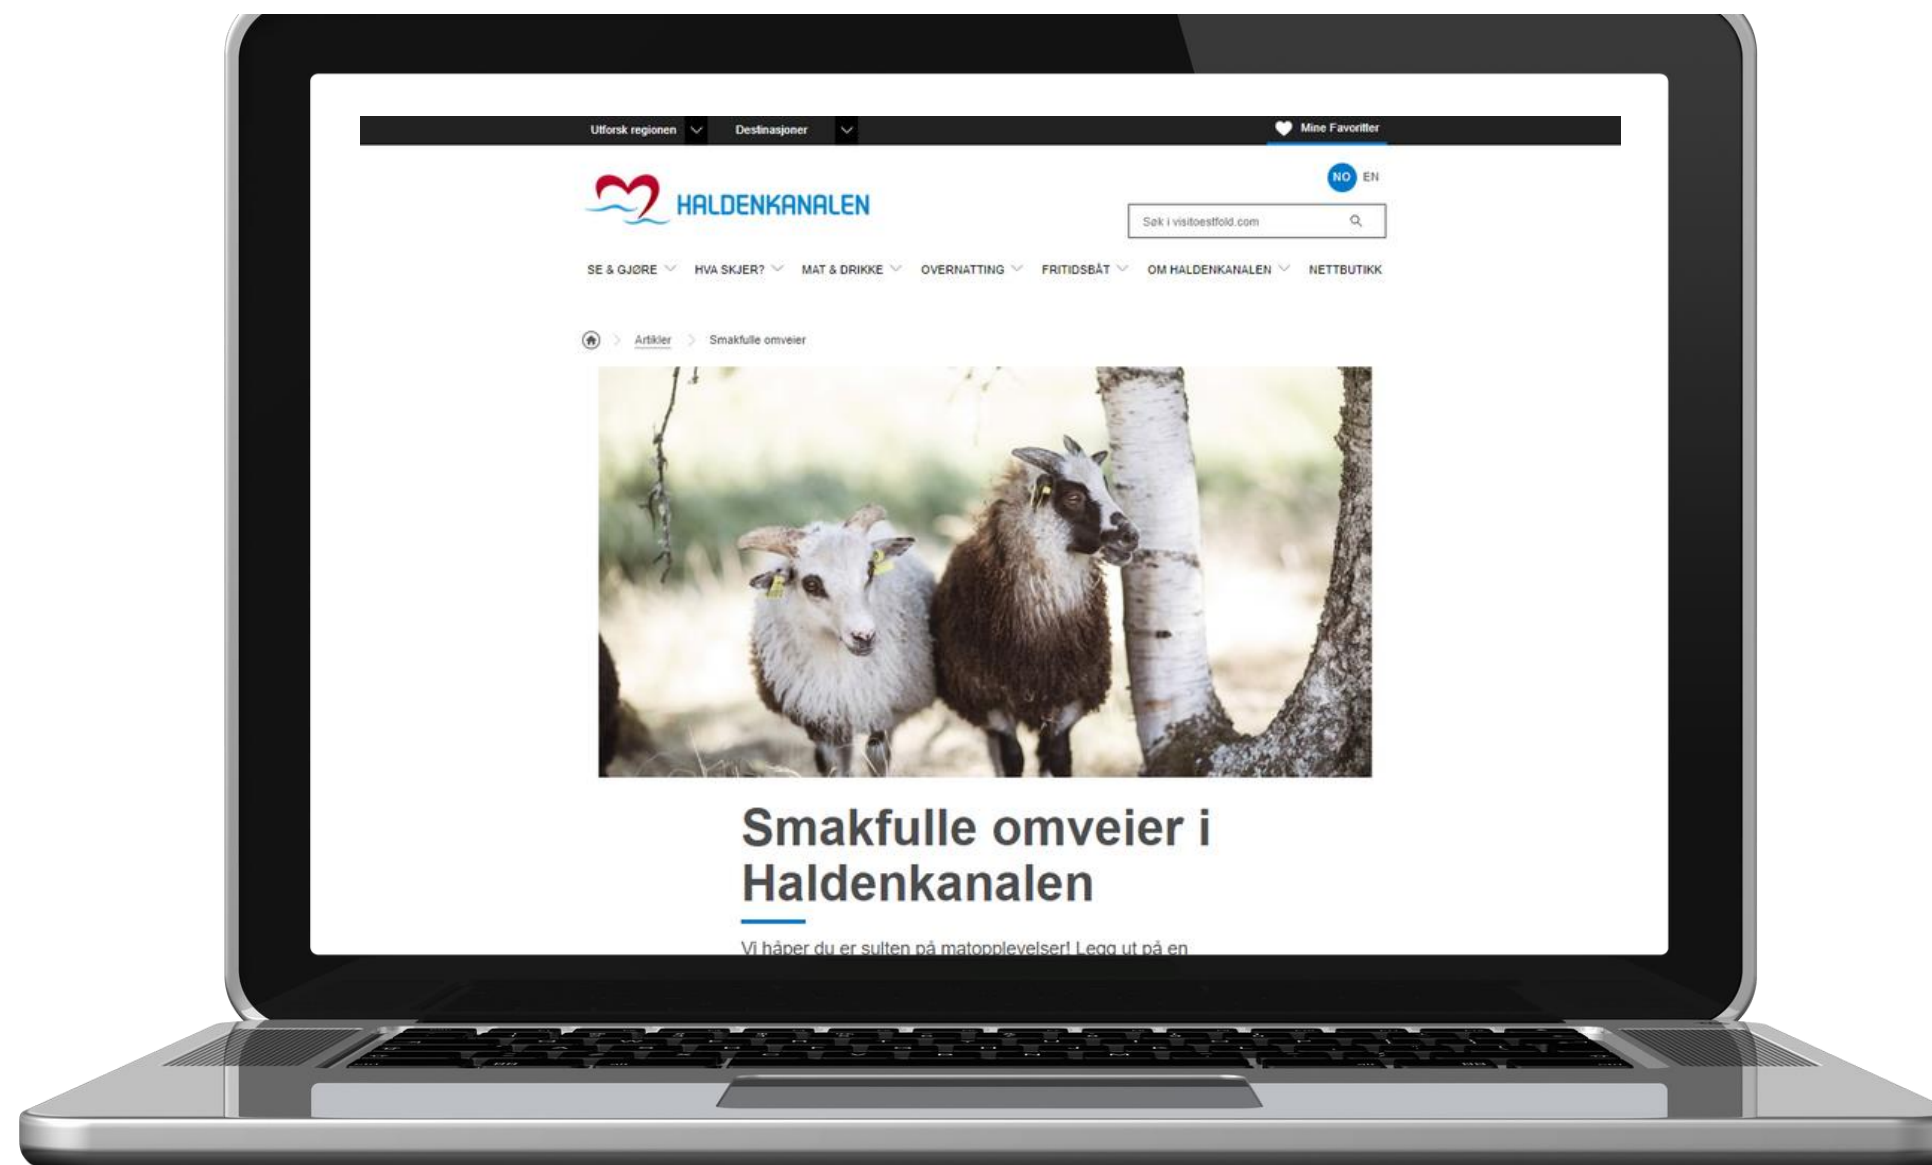 Utforsk regionen Destinasjoner Mine Favoritter
NO EN
HALDENKANALEN
Søk i visitoestfold.com
SE & GJØRE HVA SKJER? MAT & DRIKKE OVERNATTING FRITIDSBÅT OM HALDENKANALEN NETTBUTIKK
Artikler Smakfulle omveier
Smakfulle omveier i
Haldenkanalen
Vi håper du er sulten på matopplevelser! Legg ut på en